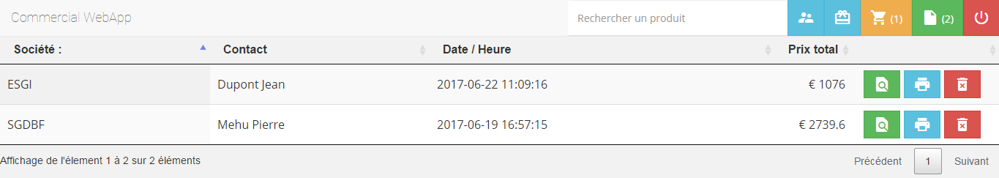 Commercial WebApp Rechercher un produit (1) (2)
Société : Contact Date / Heure Prix total
ESGI Dupont Jean 2017-06-22 11:09:16 € 1076
SGDBF Mehu Pierre 2017-06-19 16:57:15 € 2739.6
Affichage de l'élement 1 à 2 sur 2 éléments Précédent 1 Suivant